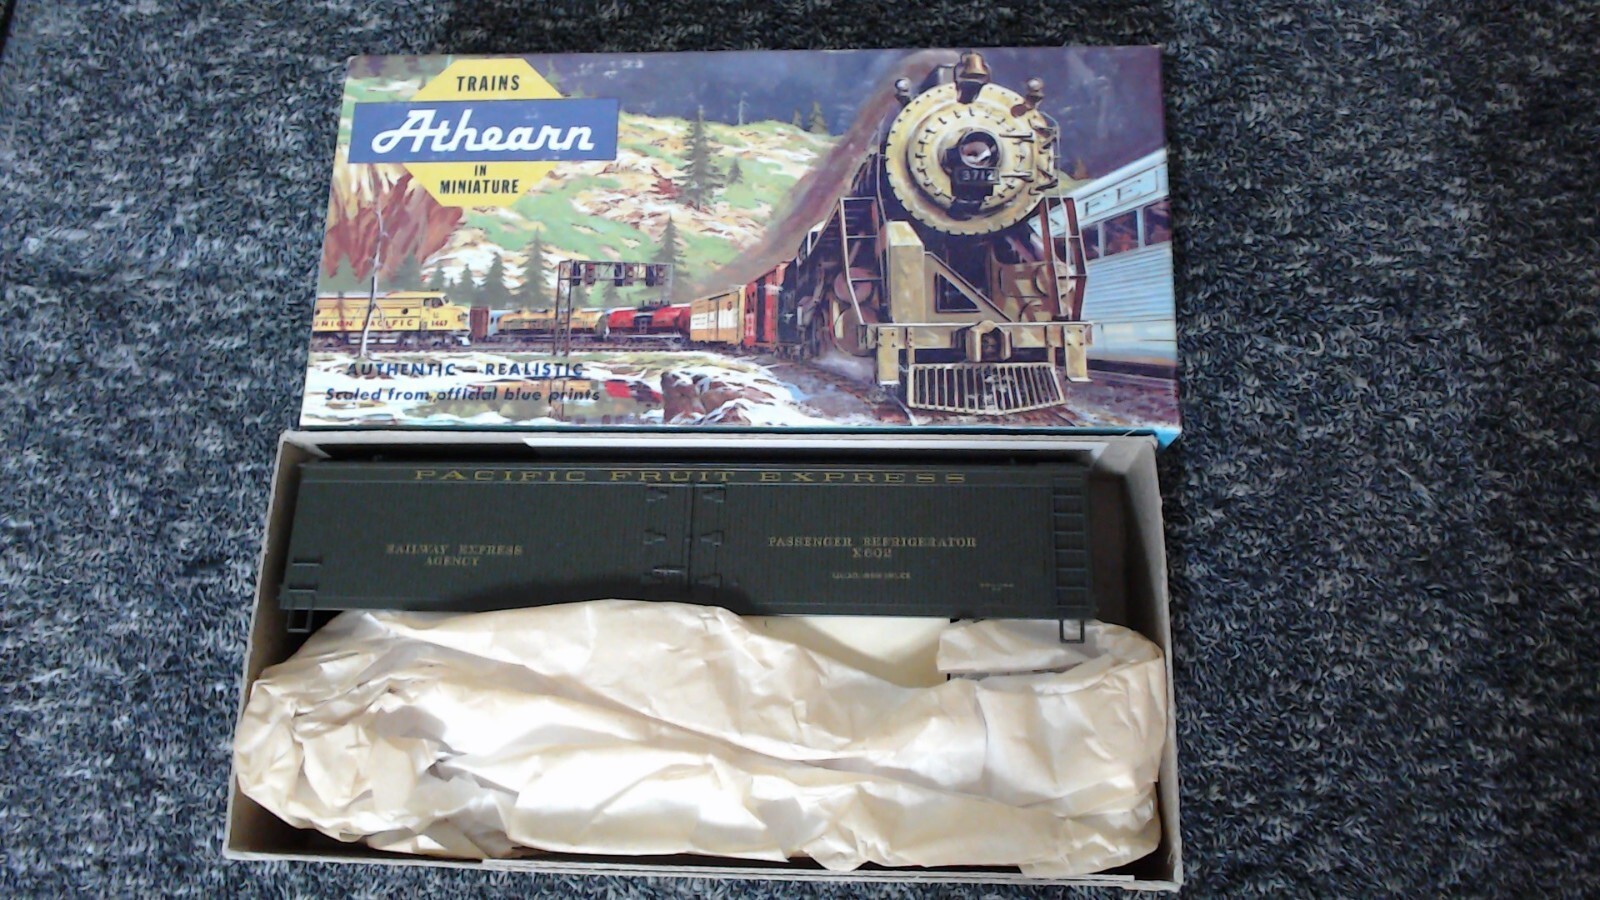 TRAINS
Athearn
IN
MINIATURE
3712
UNION PACIFIC
AUTHENTIC - REALISTIC
Scaled from official blue prints
PACIFIC FRUIT EXPRESS
RAILWAY EXPRESS
AGENCY
PASSENGER REFRIGERATOR
X602